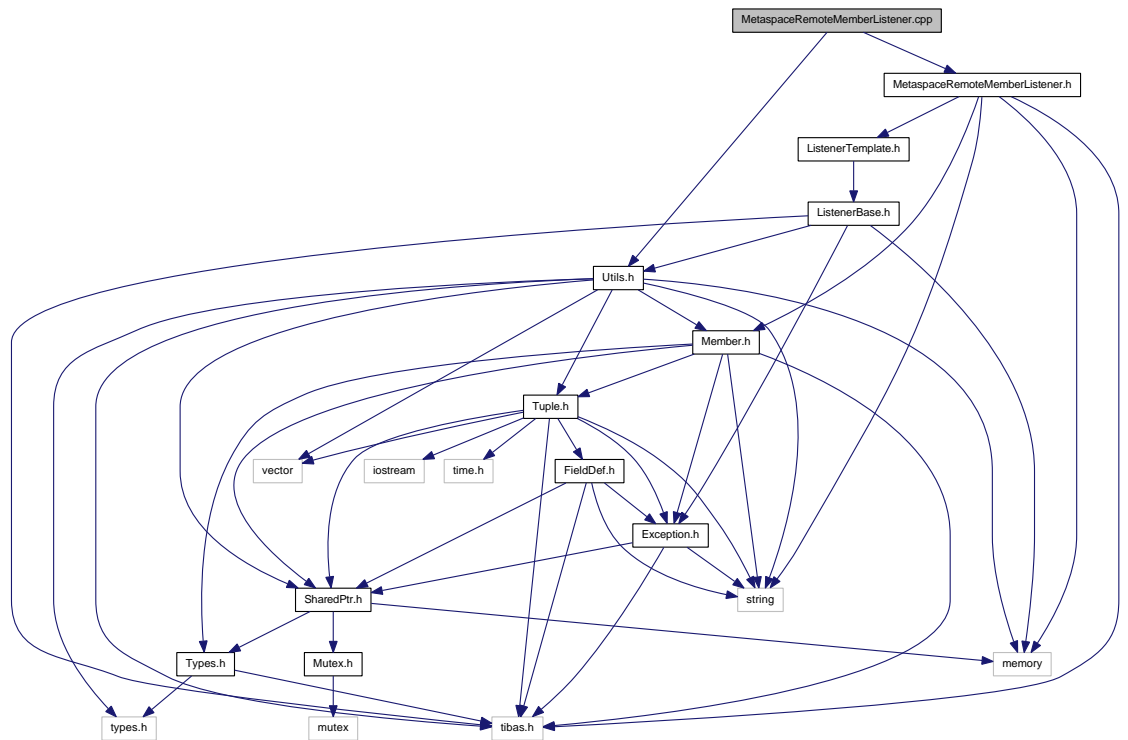 MetaspaceRemoteMemberListener.cpp
MetaspaceRemoteMemberListener.h
ListenerTemplate.h
ListenerBase.h
Utils.h
Member.h
Tuple.h
vector
iostream
time.h
FieldDef.h
Exception.h
SharedPtr.h
string
Types.h
Mutex.h
memory
types.h
mutex
tibas.h